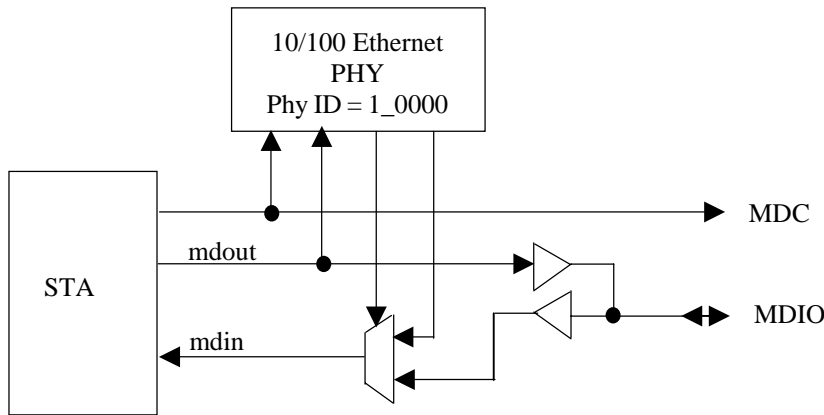 10/100 Ethernet
PHY
Phy ID = 1_0000
MDC
mdout
STA
MDIO
mdin